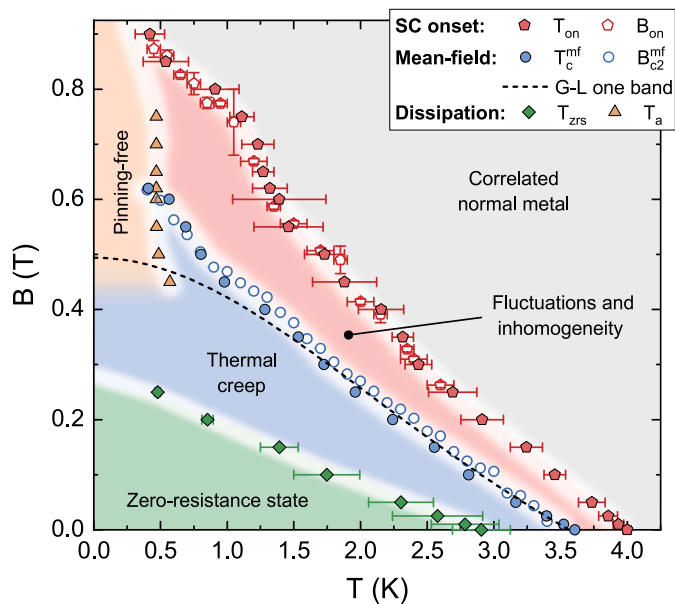 SC onset: T_on B_on
Mean-field: T_c^mf B_c2^mf
G-L one band
Dissipation: T_zrs T_a
Pinning-free
Correlated
normal metal
Fluctuations and
inhomogeneity
Thermal
creep
Zero-resistance state
B (T)
0.8
0.6
0.4
0.2
0.0
0.0 0.5 1.0 1.5 2.0 2.5 3.0 3.5 4.0
T (K)